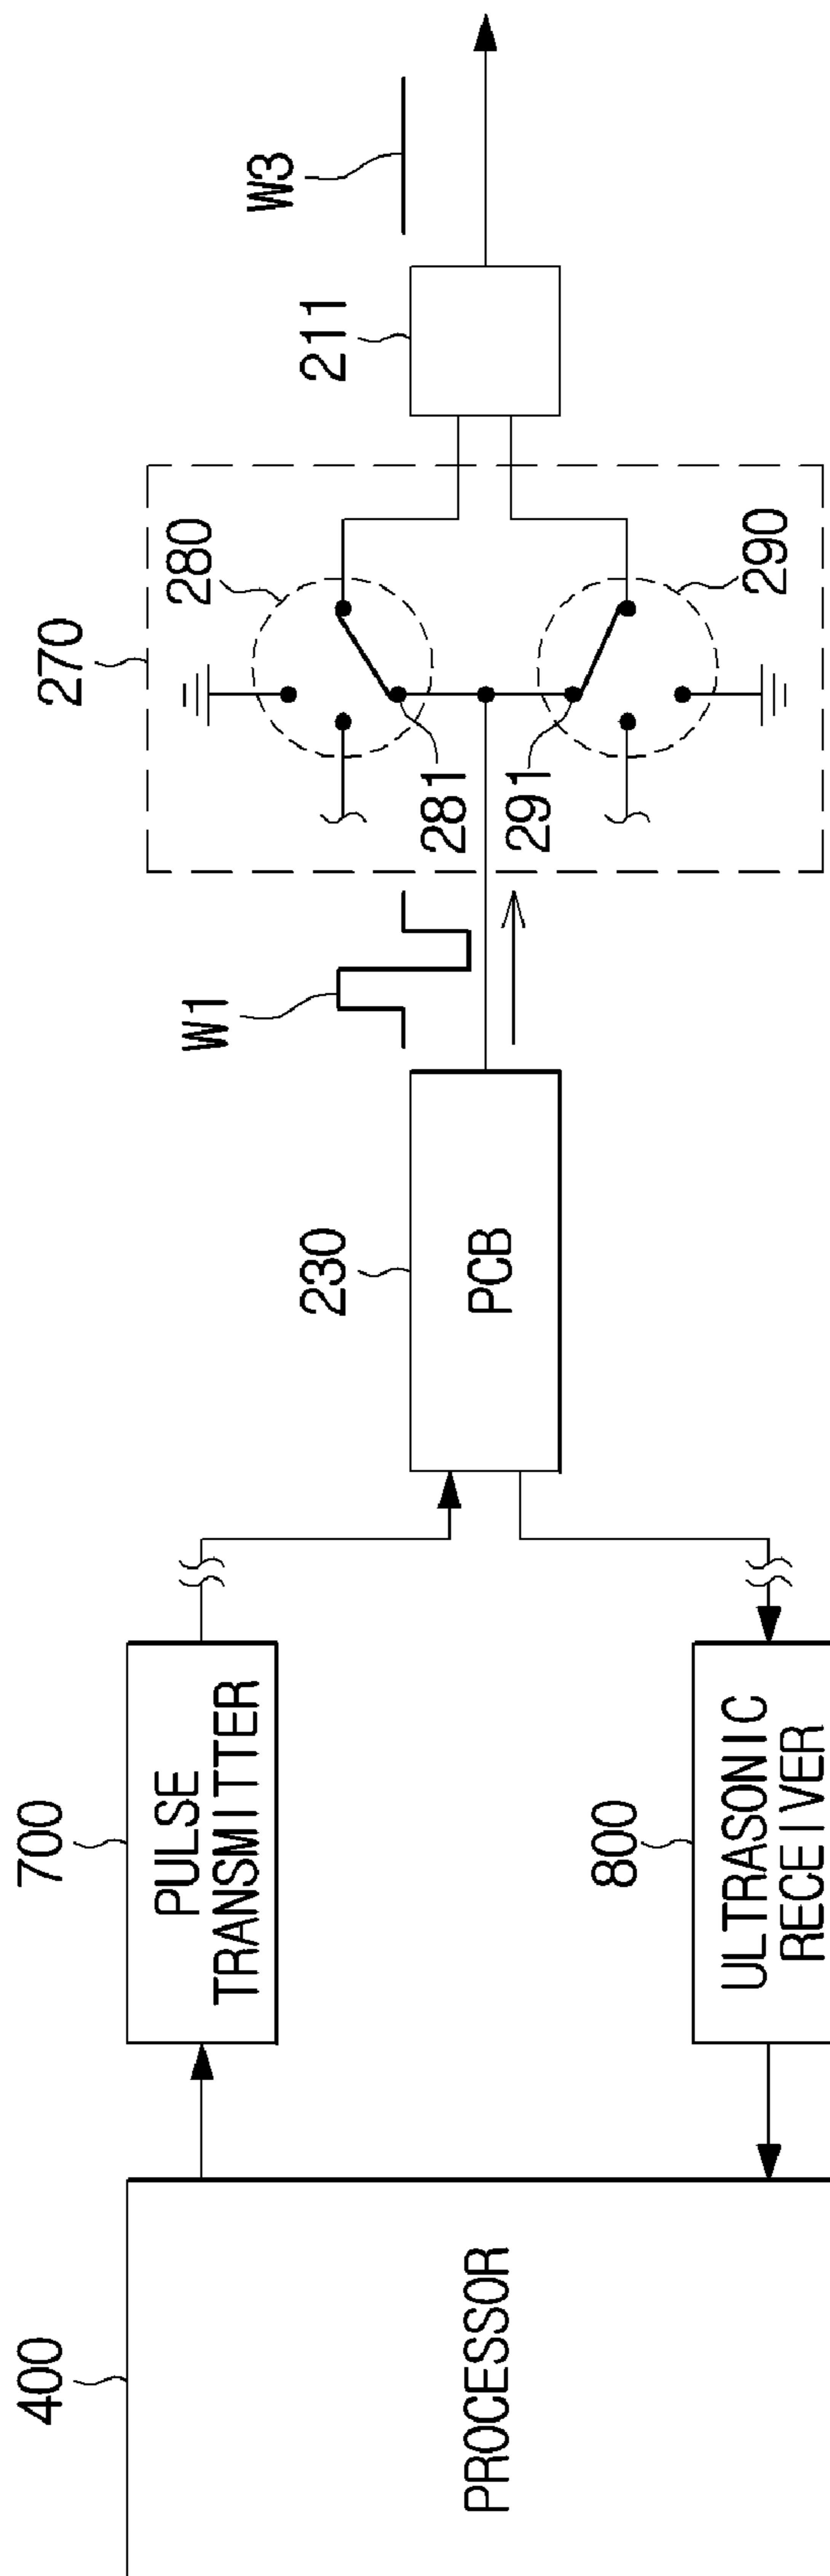 400
PROCESSOR
700
PULSE
TRANSMITTER
800
ULTRASONIC
RECEIVER
230
PCB
W1
270
280
281
291
290
211
W3